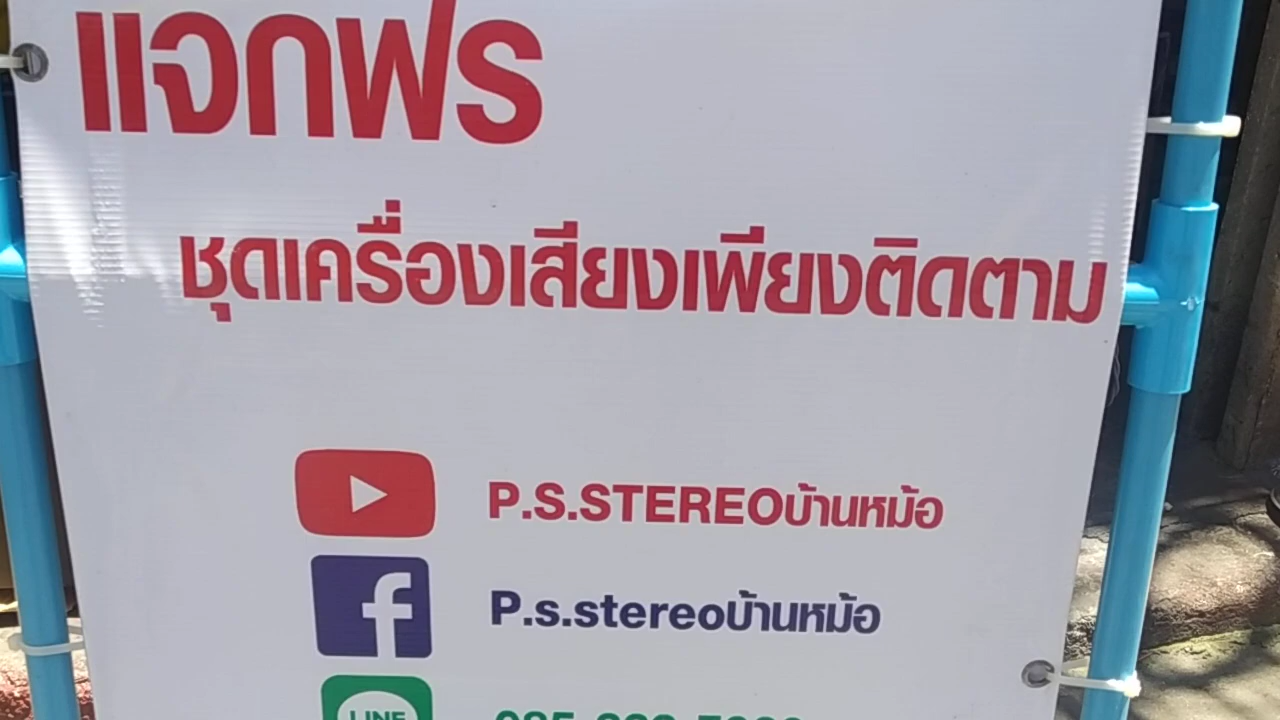 แจกฟรี
ชุดเครื่องเสียงเพียงติดตาม
P.S.STEREOบ้านหม้อ
P.s.stereoบ้านหม้อ
LINE